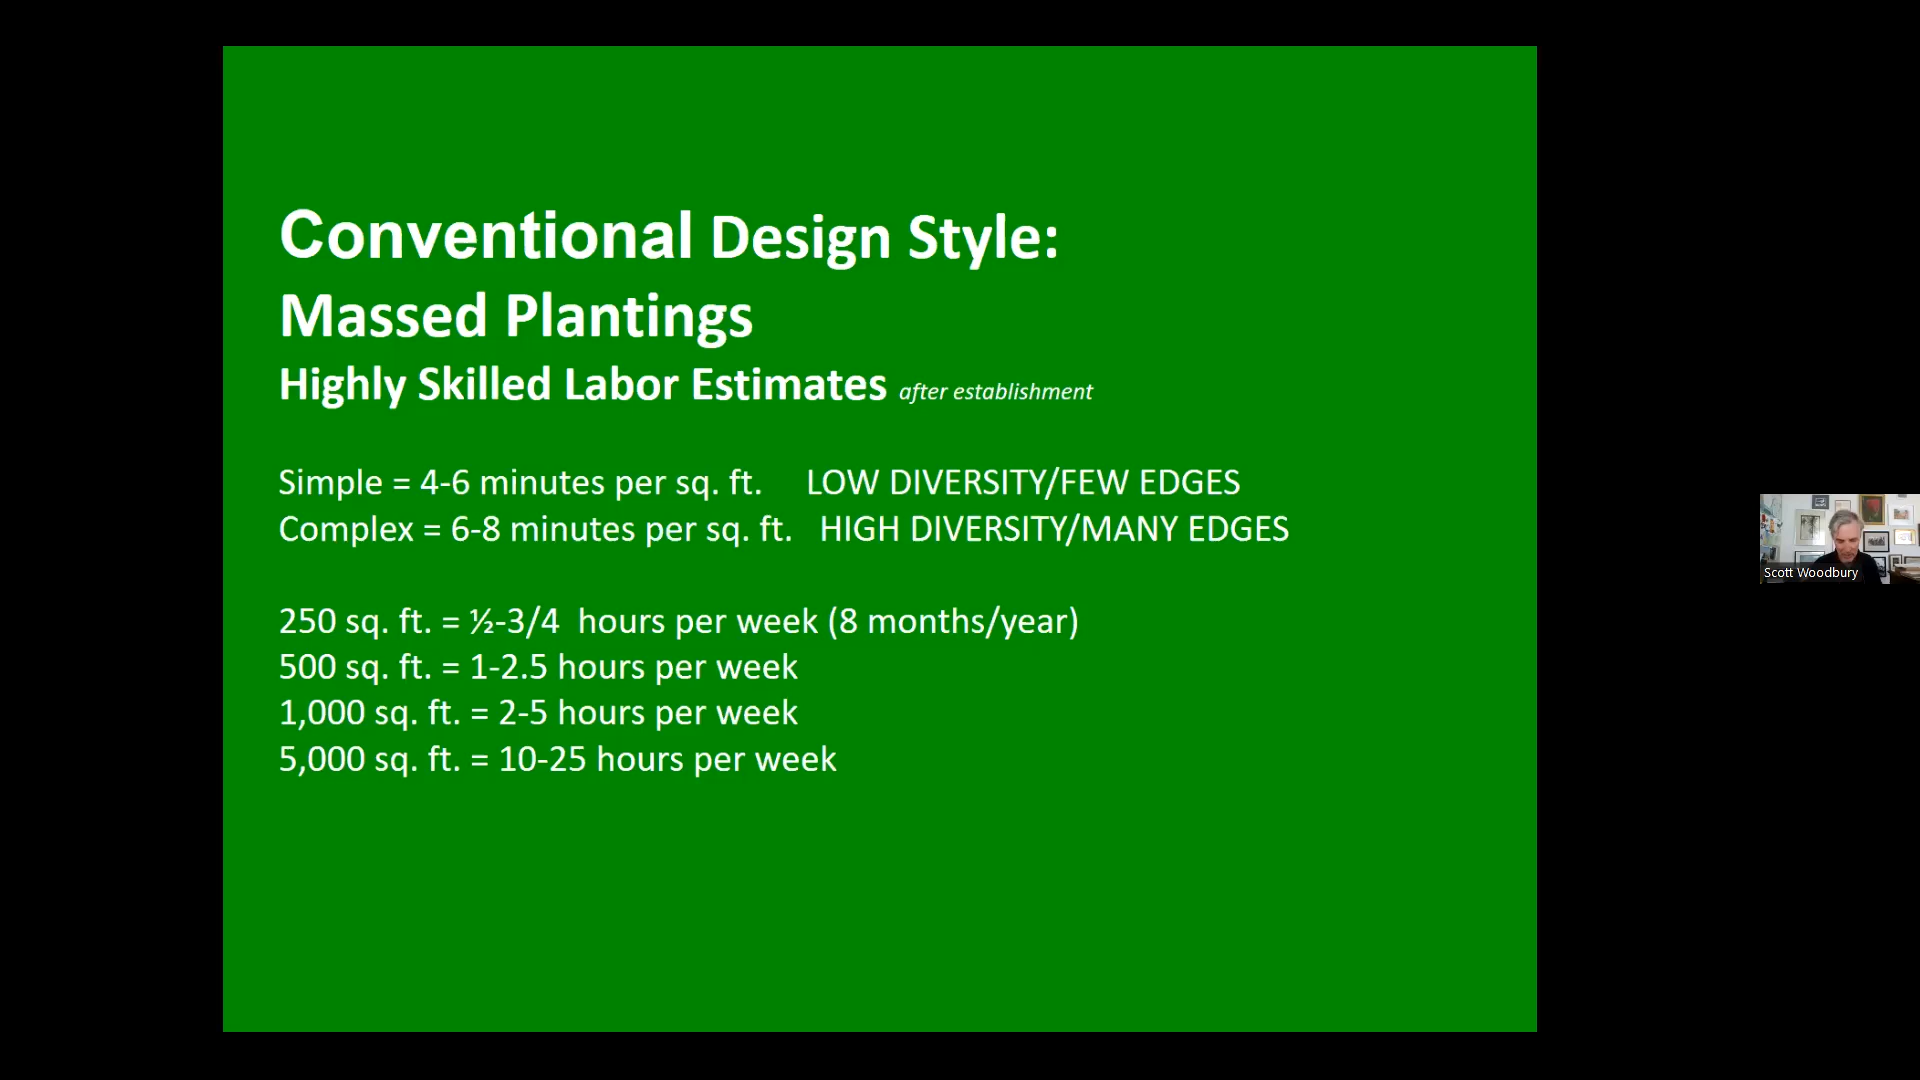 Conventional Design Style:
Massed Plantings
Highly Skilled Labor Estimates after establishment
Simple = 4-6 minutes per sq. ft. LOW DIVERSITY/FEW EDGES
Complex = 6-8 minutes per sq. ft. HIGH DIVERSITY/MANY EDGES
250 sq. ft. = ½-3/4 hours per week (8 months/year)
500 sq. ft. = 1-2.5 hours per week
1,000 sq. ft. = 2-5 hours per week
5,000 sq. ft. = 10-25 hours per week
Scott Woodbury